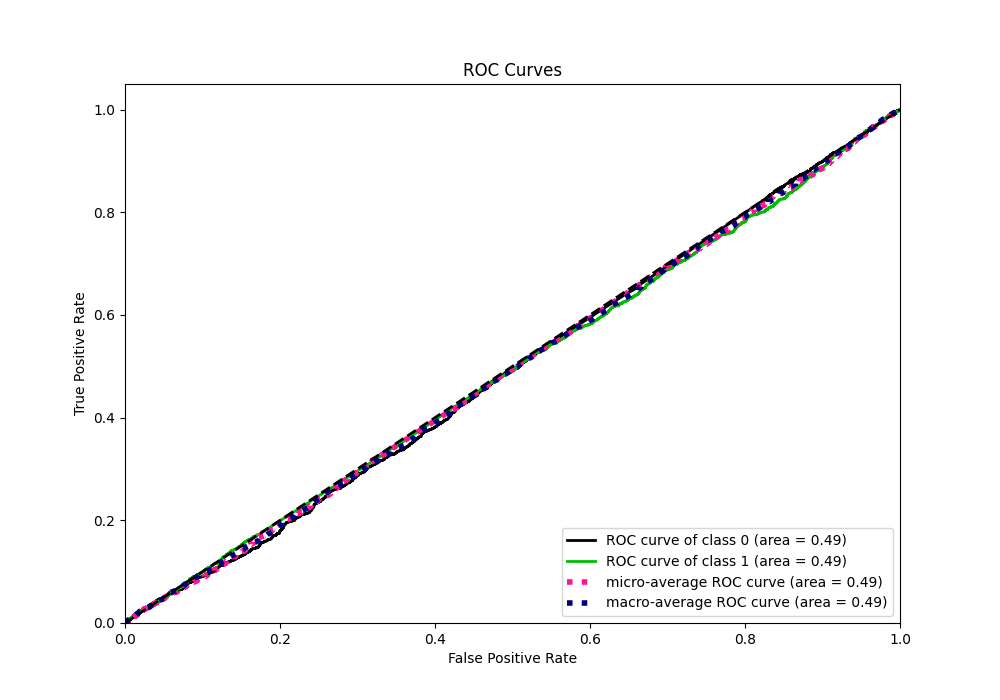 ROC Curves
True Positive Rate
1.0
0.8
0.6
0.4
0.2
0.0
ROC curve of class 0 (area = 0.49)
ROC curve of class 1 (area = 0.49)
micro-average ROC curve (area = 0.49)
macro-average ROC curve (area = 0.49)
0.0 0.2 0.4 0.6 0.8 1.0
False Positive Rate